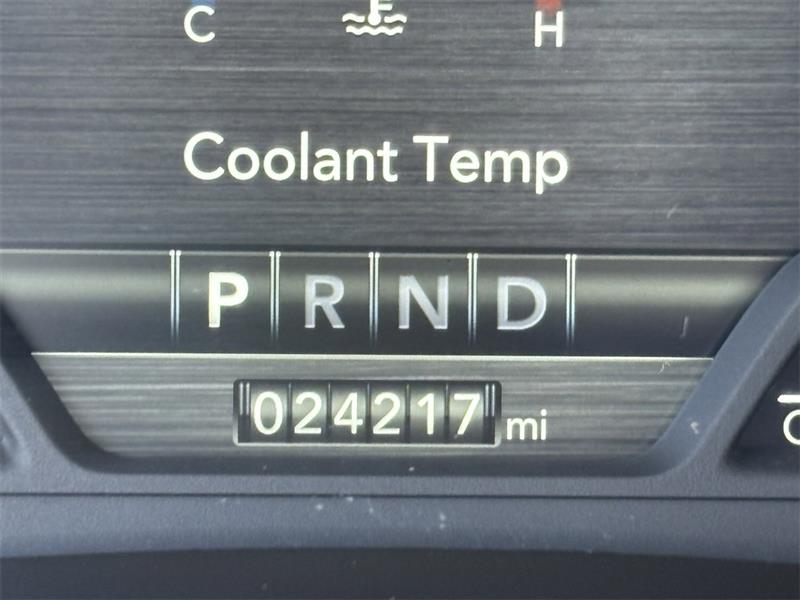 C H
Coolant Temp
P R N D
024217 mi